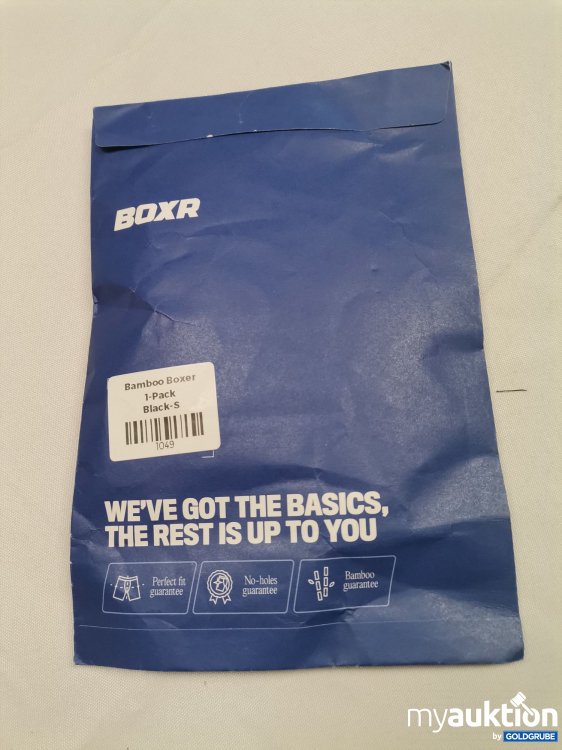 BOXR
Bamboo Boxer
1-Pack
Black-S
1049
WE'VE GOT THE BASICS,
THE REST IS UP TO YOU
Perfect fit
guarantee
No-holes
guarantee
Bamboo
guarantee
myauktion
by GOLDGRUBE